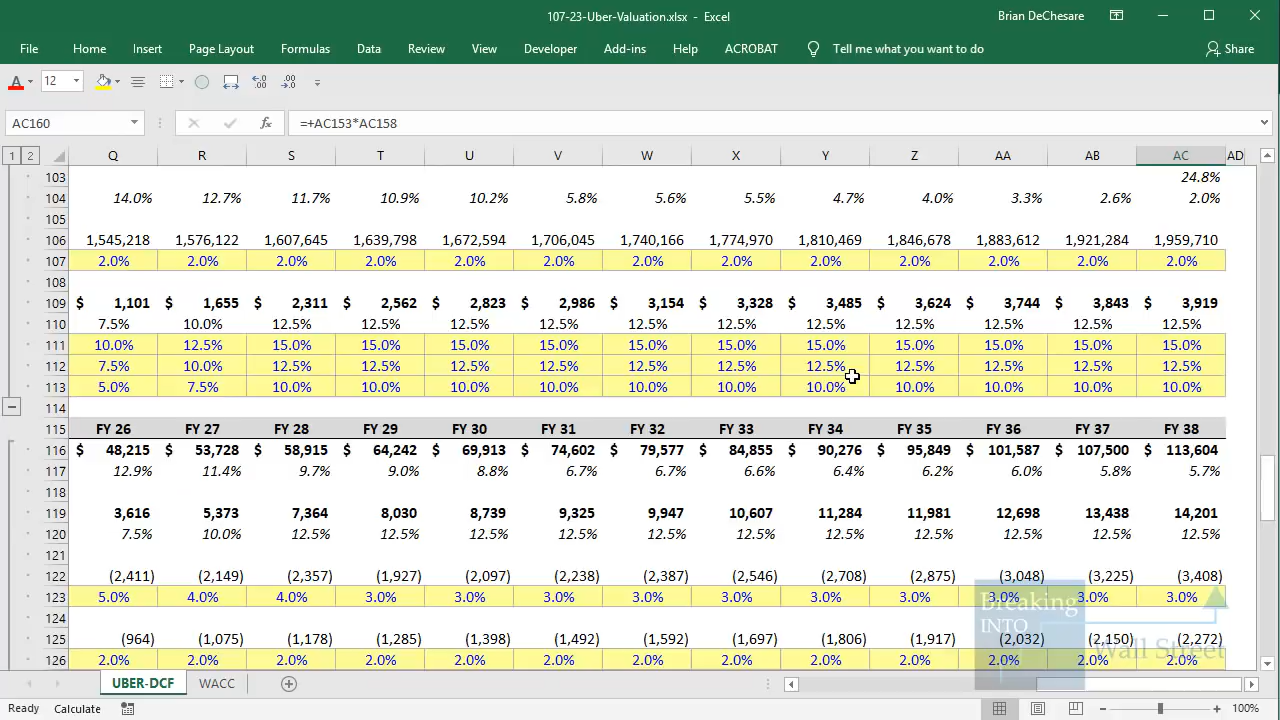 107-23-Uber-Valuation.xlsx - Excel
Brian DeChesare
File Home Insert Page Layout Formulas Data Review View Developer Add-ins Help ACROBAT Tell me what you want to do Share
A 12
AC160 fx =+AC153*AC158
1 2 Q R S T U V W X Y Z AA AB AC AD
103 24.8%
104 14.0% 12.7% 11.7% 10.9% 10.2% 5.8% 5.6% 5.5% 4.7% 4.0% 3.3% 2.6% 2.0%
105
106 1,545,218 1,576,122 1,607,645 1,639,798 1,672,594 1,706,045 1,740,166 1,774,970 1,810,469 1,846,678 1,883,612 1,921,284 1,959,710
107 2.0% 2.0% 2.0% 2.0% 2.0% 2.0% 2.0% 2.0% 2.0% 2.0% 2.0% 2.0% 2.0%
108
109 $ 1,101 $ 1,655 $ 2,311 $ 2,562 $ 2,823 $ 2,986 $ 3,154 $ 3,328 $ 3,485 $ 3,624 $ 3,744 $ 3,843 $ 3,919
110 7.5% 10.0% 12.5% 12.5% 12.5% 12.5% 12.5% 12.5% 12.5% 12.5% 12.5% 12.5% 12.5%
111 10.0% 12.5% 15.0% 15.0% 15.0% 15.0% 15.0% 15.0% 15.0% 15.0% 15.0% 15.0% 15.0%
112 7.5% 10.0% 12.5% 12.5% 12.5% 12.5% 12.5% 12.5% 12.5% 12.5% 12.5% 12.5% 12.5%
113 5.0% 7.5% 10.0% 10.0% 10.0% 10.0% 10.0% 10.0% 10.0% 10.0% 10.0% 10.0% 10.0%
114
115 FY 26 FY 27 FY 28 FY 29 FY 30 FY 31 FY 32 FY 33 FY 34 FY 35 FY 36 FY 37 FY 38
116 $ 48,215 $ 53,728 $ 58,915 $ 64,242 $ 69,913 $ 74,602 $ 79,577 $ 84,855 $ 90,276 $ 95,849 $ 101,587 $ 107,500 $ 113,604
117 12.9% 11.4% 9.7% 9.0% 8.8% 6.7% 6.7% 6.6% 6.4% 6.2% 6.0% 5.8% 5.7%
118
119 3,616 5,373 7,364 8,030 8,739 9,325 9,947 10,607 11,284 11,981 12,698 13,438 14,201
120 7.5% 10.0% 12.5% 12.5% 12.5% 12.5% 12.5% 12.5% 12.5% 12.5% 12.5% 12.5% 12.5%
121
122 (2,411) (2,149) (2,357) (1,927) (2,097) (2,238) (2,387) (2,546) (2,708) (2,875) (3,048) (3,225) (3,408)
123 5.0% 4.0% 4.0% 3.0% 3.0% 3.0% 3.0% 3.0% 3.0% 3.0% 3.0% 3.0% 3.0%
124
125 (964) (1,075) (1,178) (1,285) (1,398) (1,492) (1,592) (1,697) (1,806) (1,917) (2,032) (2,150) (2,272)
126 2.0% 2.0% 2.0% 2.0% 2.0% 2.0% 2.0% 2.0% 2.0% 2.0% 2.0% 2.0% 2.0%
Breaking
INTO
Wall Street
UBER-DCF WACC
Ready Calculate 100%